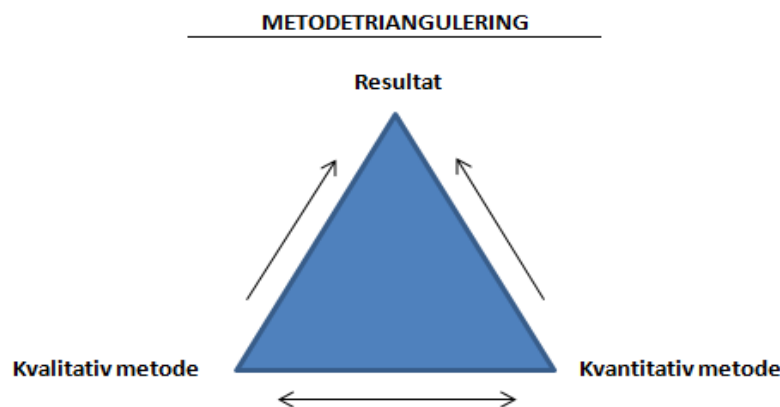 METODETRIANGULERING
Resultat
Kvalitativ metode
Kvantitativ metode